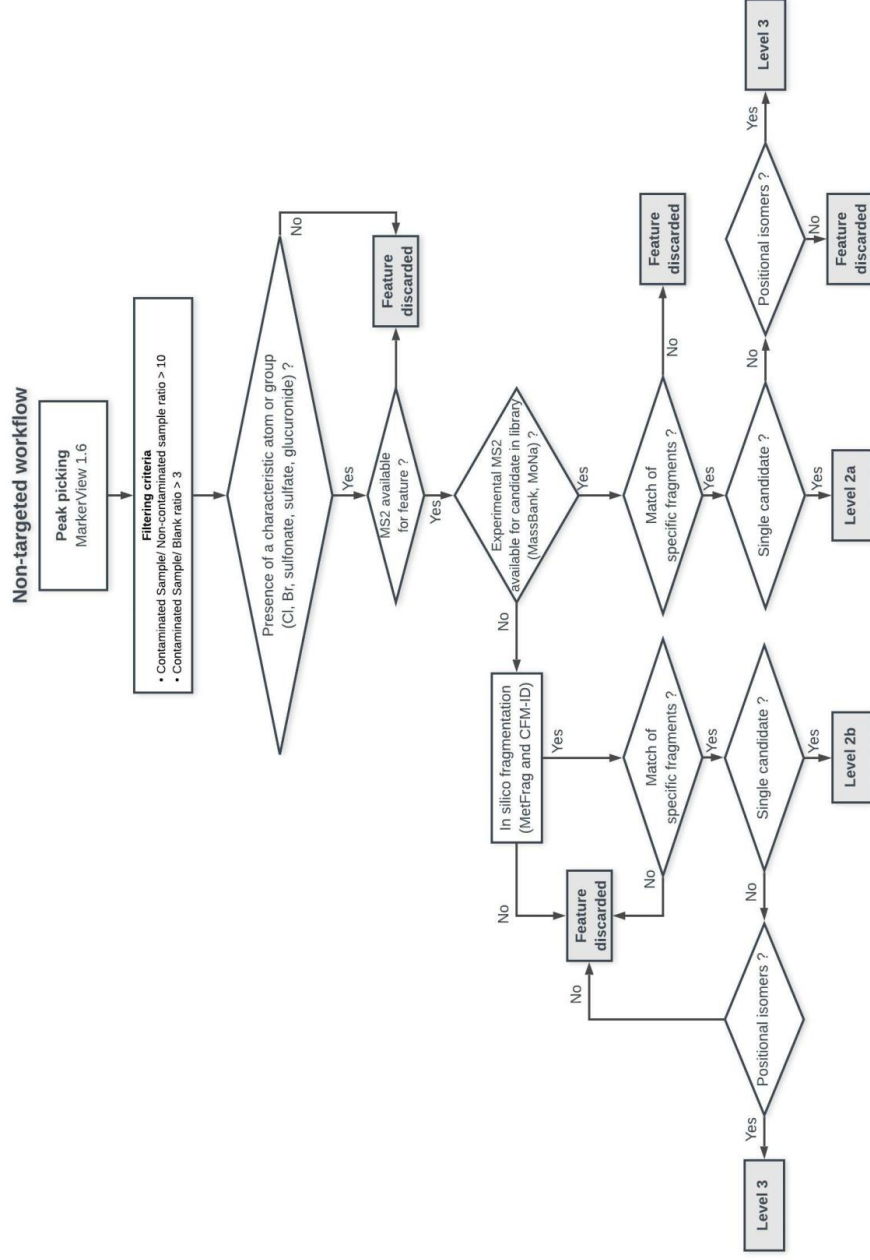 Non-targeted workflow
Peak picking
MarkerView 1.6
Filtering criteria
• Contaminated Sample/ Non-contaminated sample ratio > 10
• Contaminated Sample/ Blank ratio > 3
Presence of a characteristic atom or group
(Cl, Br, sulfonate, sulfate, glucuronide) ?
No
Yes
MS2 available
for feature ?
Feature
discarded
Yes
Experimental MS2
available for candidate in library
(MassBank, MoNa) ?
No
Yes
In silico fragmentation
(MetFrag and CFM-ID)
No
Yes
Feature
discarded
Match of
specific fragments ?
No
Yes
Match of
specific fragments ?
No
Feature
discarded
Yes
Single candidate ?
No
Yes
Positional isomers ?
No
Yes
Level 3
Level 2b
Single candidate ?
No
Yes
Level 2a
Positional isomers ?
Yes
Level 3
No
Feature
discarded